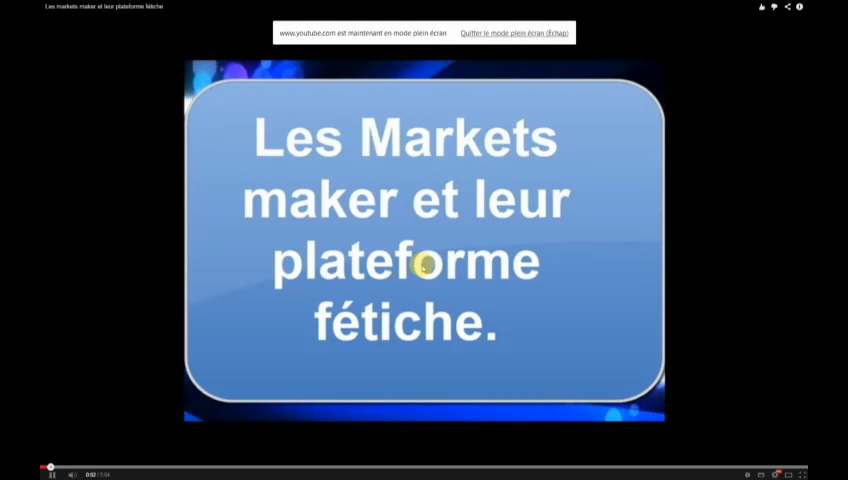 Les markets maker et leur plateforme fétiche
www.youtube.com est maintenant en mode plein écran Quitter le mode plein écran (Échap)
Les Markets
maker et leur
plateforme
fétiche.
0:02 / 5:04